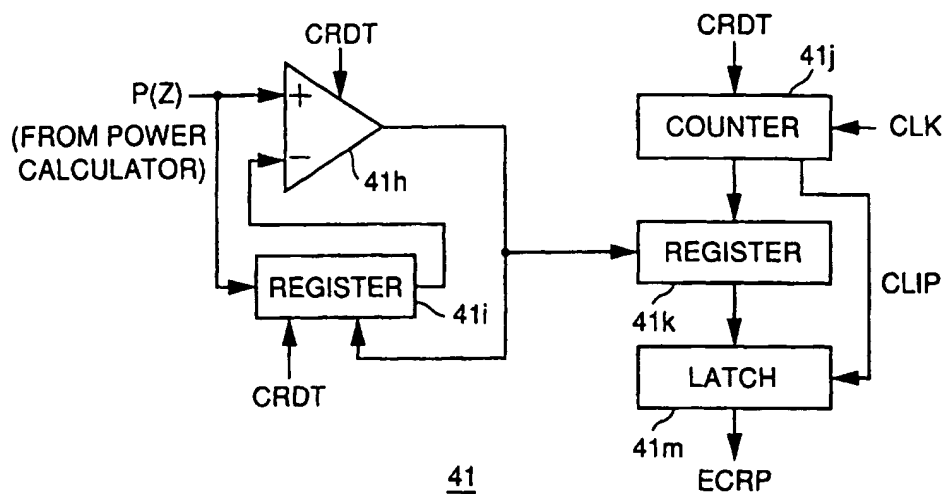 CRDT
P(Z)
(FROM POWER
CALCULATOR)
+
−
41h
REGISTER
41i
CRDT
CRDT
41j
COUNTER
CLK
REGISTER
41k
CLIP
LATCH
41m
ECRP
41